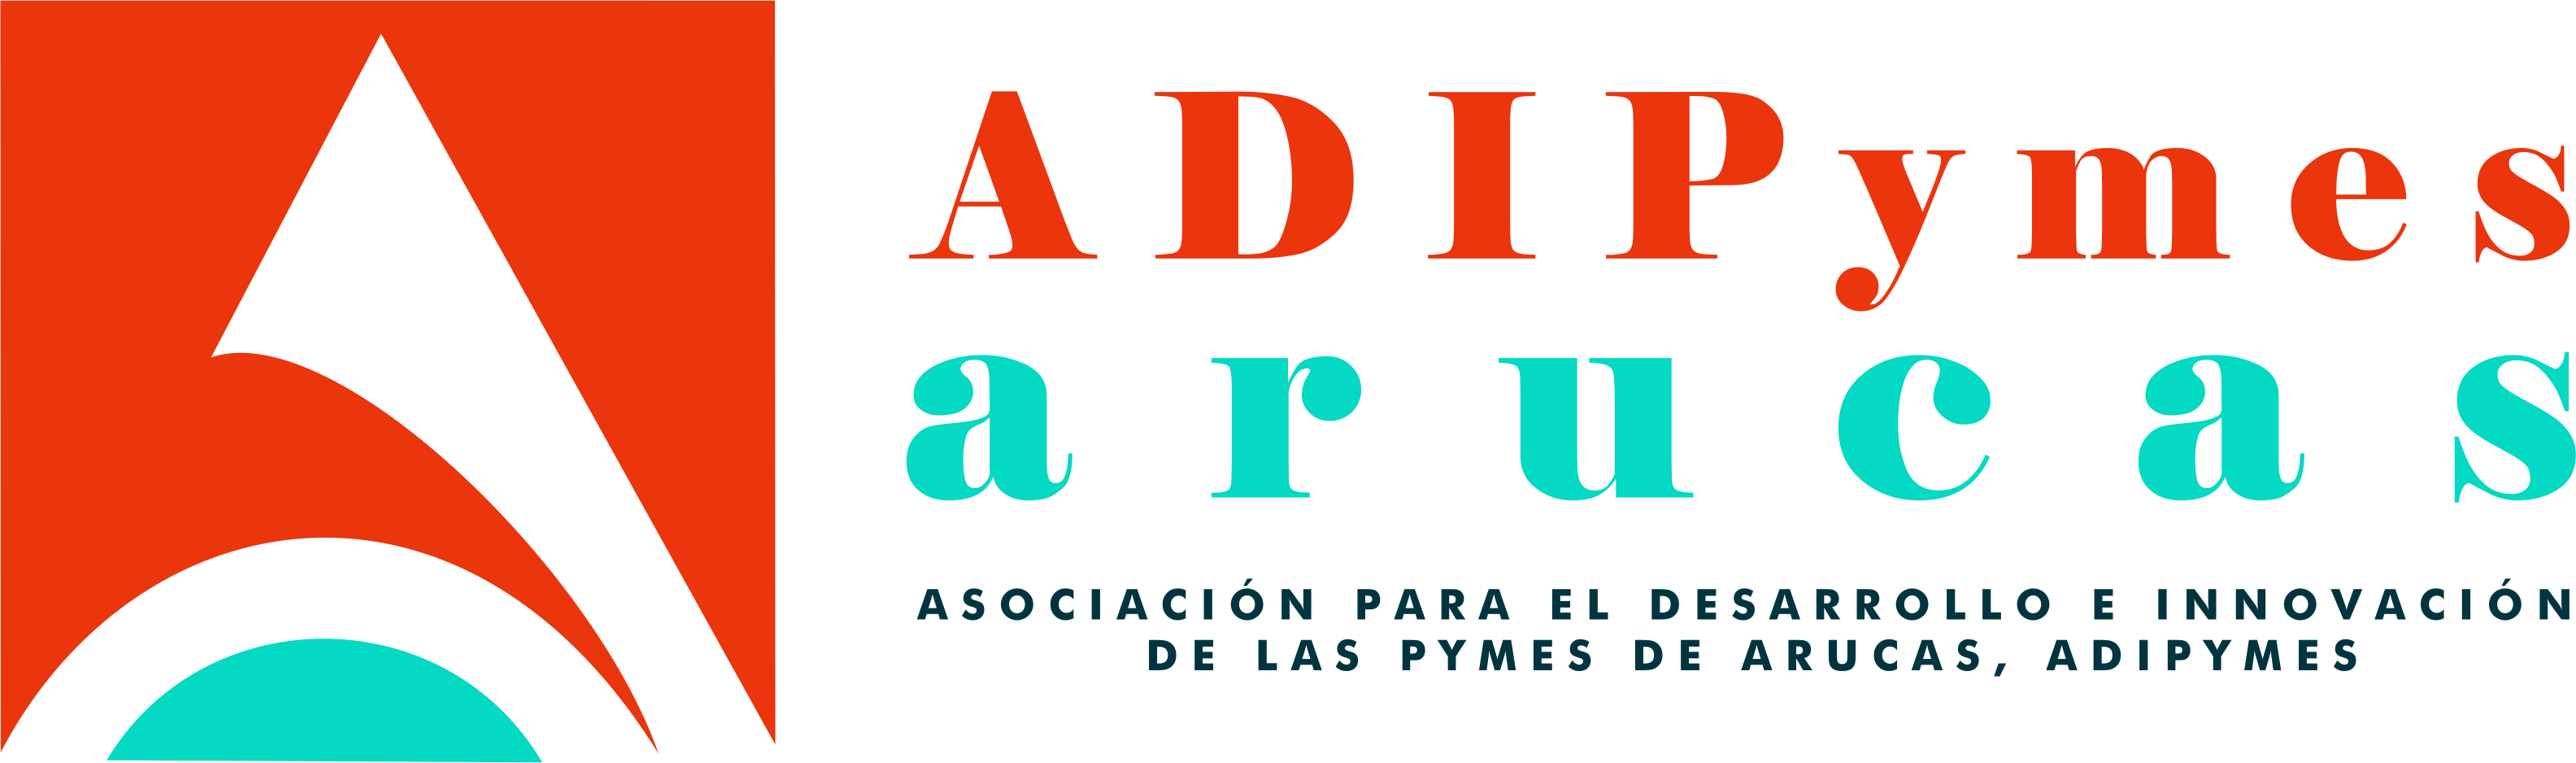 ADIPymes
arucas
ASOCIACIÓN PARA EL DESARROLLO E INNOVACIÓN
DE LAS PYMES DE ARUCAS, ADIPYMES